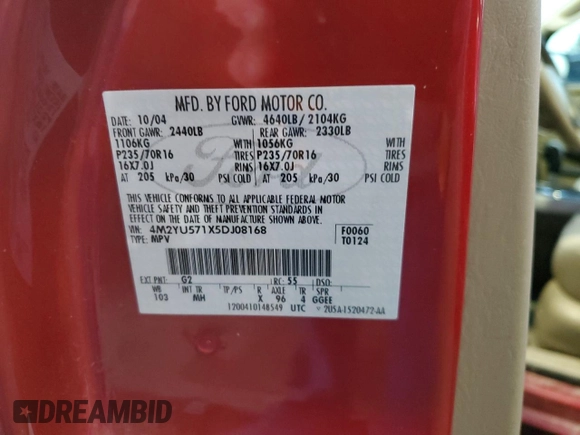 MFD. BY FORD MOTOR CO.
DATE: 10/04 GVWR: 4640LB/ 2104KG
FRONT GAWR: 2440LB REAR GAWR: 2330LB
1106KG 1056KG
P235/70R16 TIRES P235/70R16 TIRES
16X7.0J RIMS 16X7.0J RIMS
AT 205 kPa/30 PSI COLD AT 205 kPa/30 PSI COLD
THIS VEHICLE CONFORMS TO ALL APPLICABLE FEDERAL MOTOR
VEHICLE SAFETY AND THEFT PREVENTION STANDARDS IN
EFFECT ON THE DATE OF MANUFACTURE SHOWN ABOVE.
VIN: 4M2YU571X5DJ08168 F0060
TYPE: MPV T0124
EXT PNT: G2 RC: 55 DSO:
WB INT TR TP/PS R AXLE TR SPR
103 MH X 96 4 GGEE
1200410148549 UTC 2U5A-1520472-AA
Ford
DREAMBID